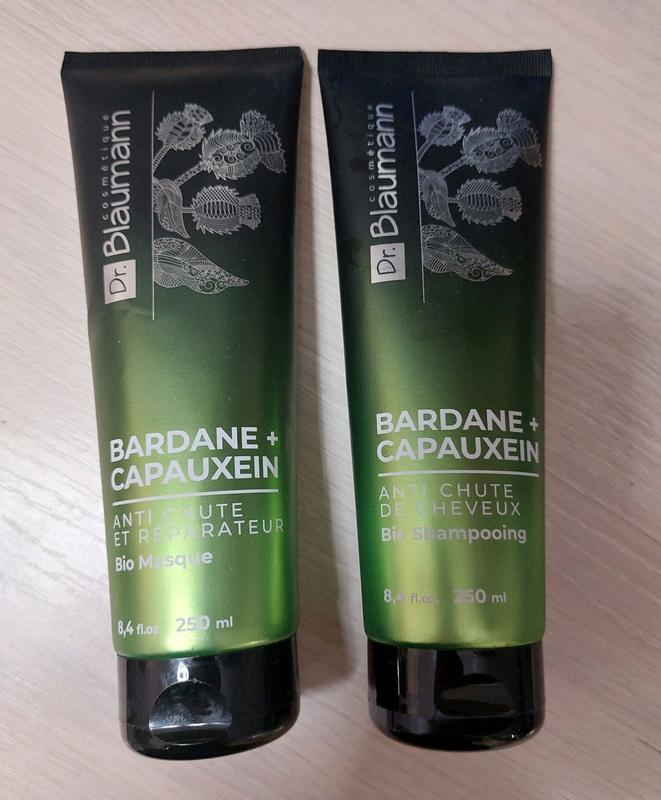 Dr. Blaumann
cosmétique
BARDANE +
CAPAUXEIN
ANTI CHUTE
ET RÉPARATEUR
Bio Masque
8,4 fl.oz. 250 ml
Dr. Blaumann
cosmétique
BARDANE +
CAPAUXEIN
ANTI CHUTE
DE CHEVEUX
Bio Shampooing
8,4 fl.oz. 250 ml